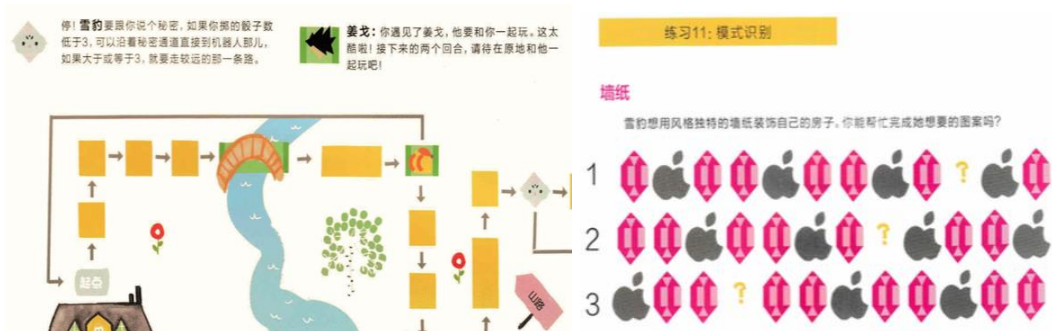 停!雪豹要跟你说个秘密,如果你掷的骰子数
低于3,可以沿着秘密通道直接到机器人那儿。
如果大于或等于3,就要走较远的那一条路。
姜戈:你遇见了姜戈,他要和你一起玩。这太
酷啦!接下来的两个回合,请待在原地和他一
起玩吧!
起点
山路
练习11:模式识别
墙纸
雪豹想用风格独特的墙纸装饰自己的房子。你能帮忙完成她想要的图案吗?
1 ?
2 ?
3 ?